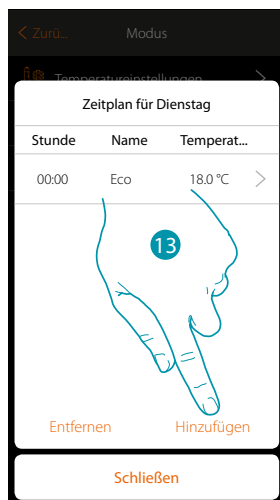 Zurü... Modus
Temperatureinstellungen
Zeitplan für Dienstag
Stunde Name Temperat...
00:00 Eco 18.0 °C
13
Entfernen Hinzufügen
Schließen